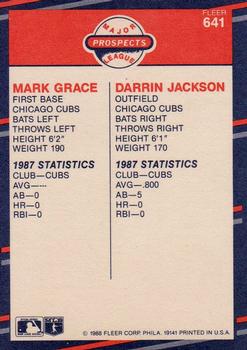 FLEER
641
MAJOR
PROSPECTS
LEAGUE
MARK GRACE
FIRST BASE
CHICAGO CUBS
BATS LEFT
THROWS LEFT
HEIGHT 6'2"
WEIGHT 190
1987 STATISTICS
CLUB—CUBS
AVG—---
AB—0
HR—0
RBI—0
DARRIN JACKSON
OUTFIELD
CHICAGO CUBS
BATS RIGHT
THROWS RIGHT
HEIGHT 6'
WEIGHT 170
1987 STATISTICS
CLUB—CUBS
AVG—.800
AB—5
HR—0
RBI—0
© 1988 FLEER CORP. PHILA. 19141 PRINTED IN U.S.A.